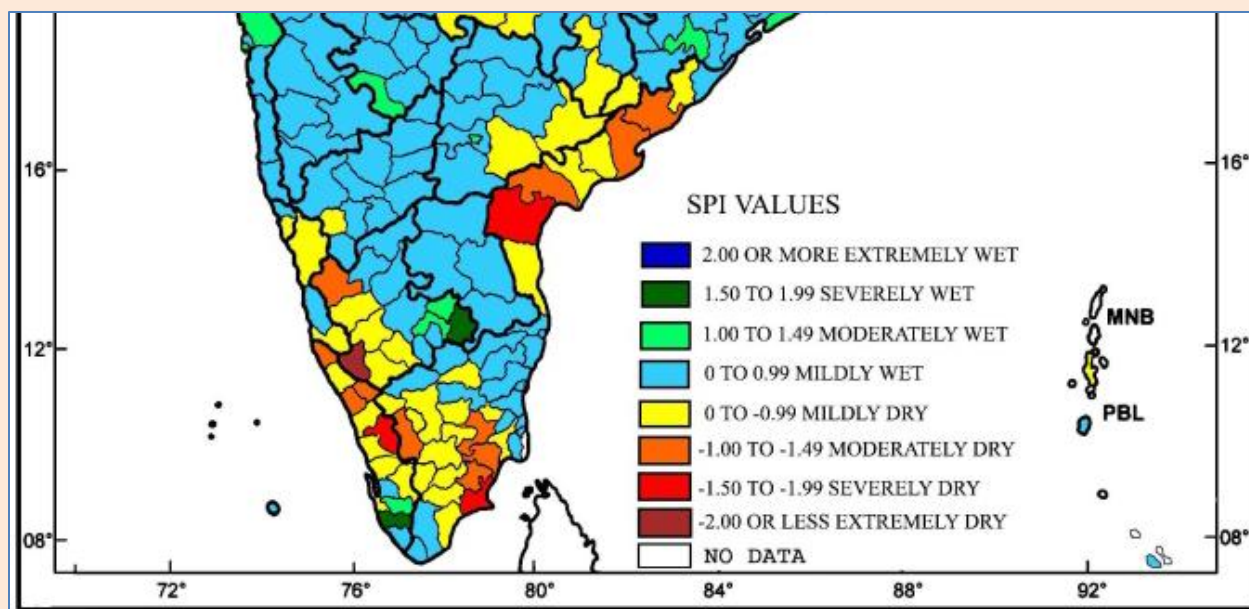 16°
16°
SPI VALUES
2.00 OR MORE EXTREMELY WET
1.50 TO 1.99 SEVERELY WET
MNB
1.00 TO 1.49 MODERATELY WET
12°
12°
0 TO 0.99 MILDLY WET
0 TO -0.99 MILDLY DRY
PBL
-1.00 TO -1.49 MODERATELY DRY
-1.50 TO -1.99 SEVERELY DRY
-2.00 OR LESS EXTREMELY DRY
08°
08°
NO DATA
72°
76°
80°
84°
88°
92°